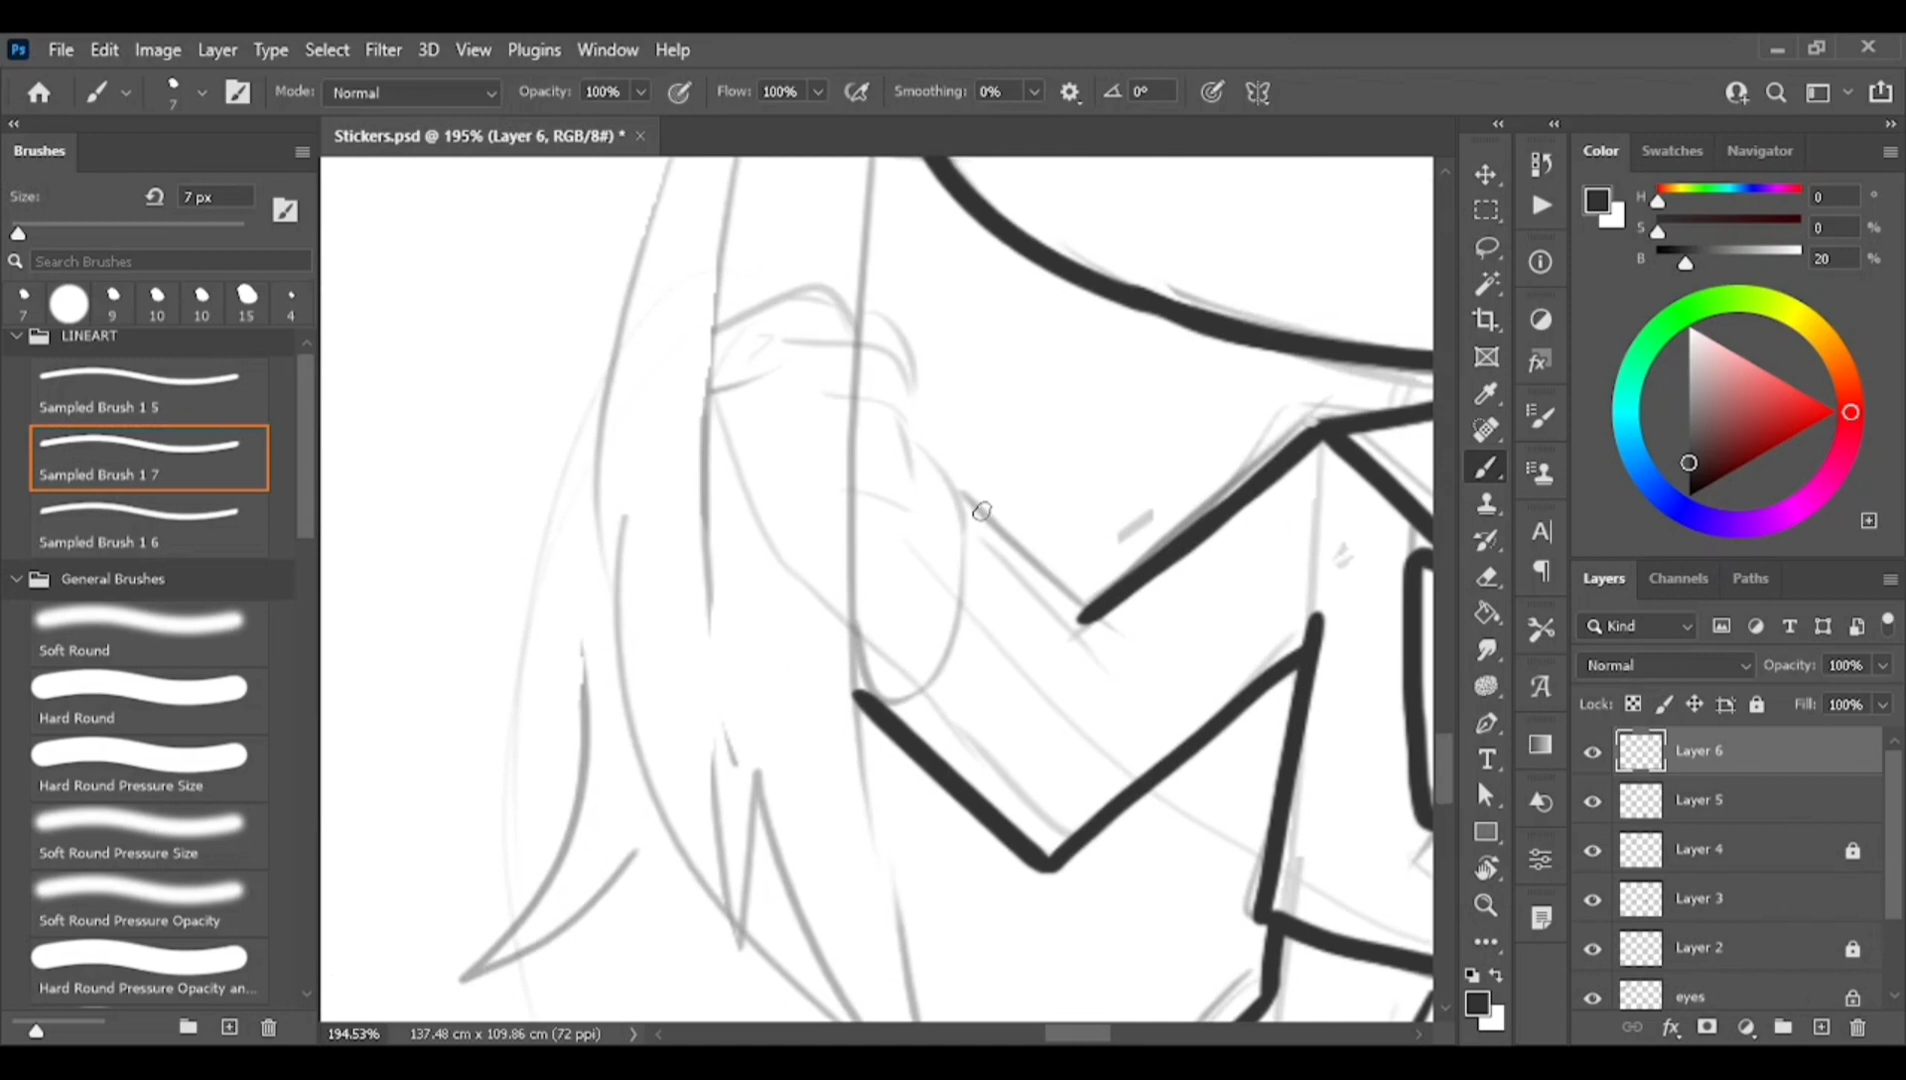 Ps File Edit Image Layer Type Select Filter 3D View Plugins Window Help
7 Mode: Normal Opacity: 100% Flow: 100% Smoothing: 0% 0°
Stickers.psd @ 195% (Layer 6, RGB/8#) *
Brushes
Size: 7 px
Search Brushes
7 9 10 10 15 4
LINEART
Sampled Brush 1 5
Sampled Brush 1 7
Sampled Brush 1 6
General Brushes
Soft Round
Hard Round
Hard Round Pressure Size
Soft Round Pressure Size
Soft Round Pressure Opacity
Hard Round Pressure Opacity an...
194.53% 137.48 cm x 109.86 cm (72 ppi)
Color Swatches Navigator
H 0 °
S 0 %
B 20 %
Layers Channels Paths
Kind
Normal Opacity: 100%
Lock: Fill: 100%
Layer 6
Layer 5
Layer 4
Layer 3
Layer 2
eyes
fx